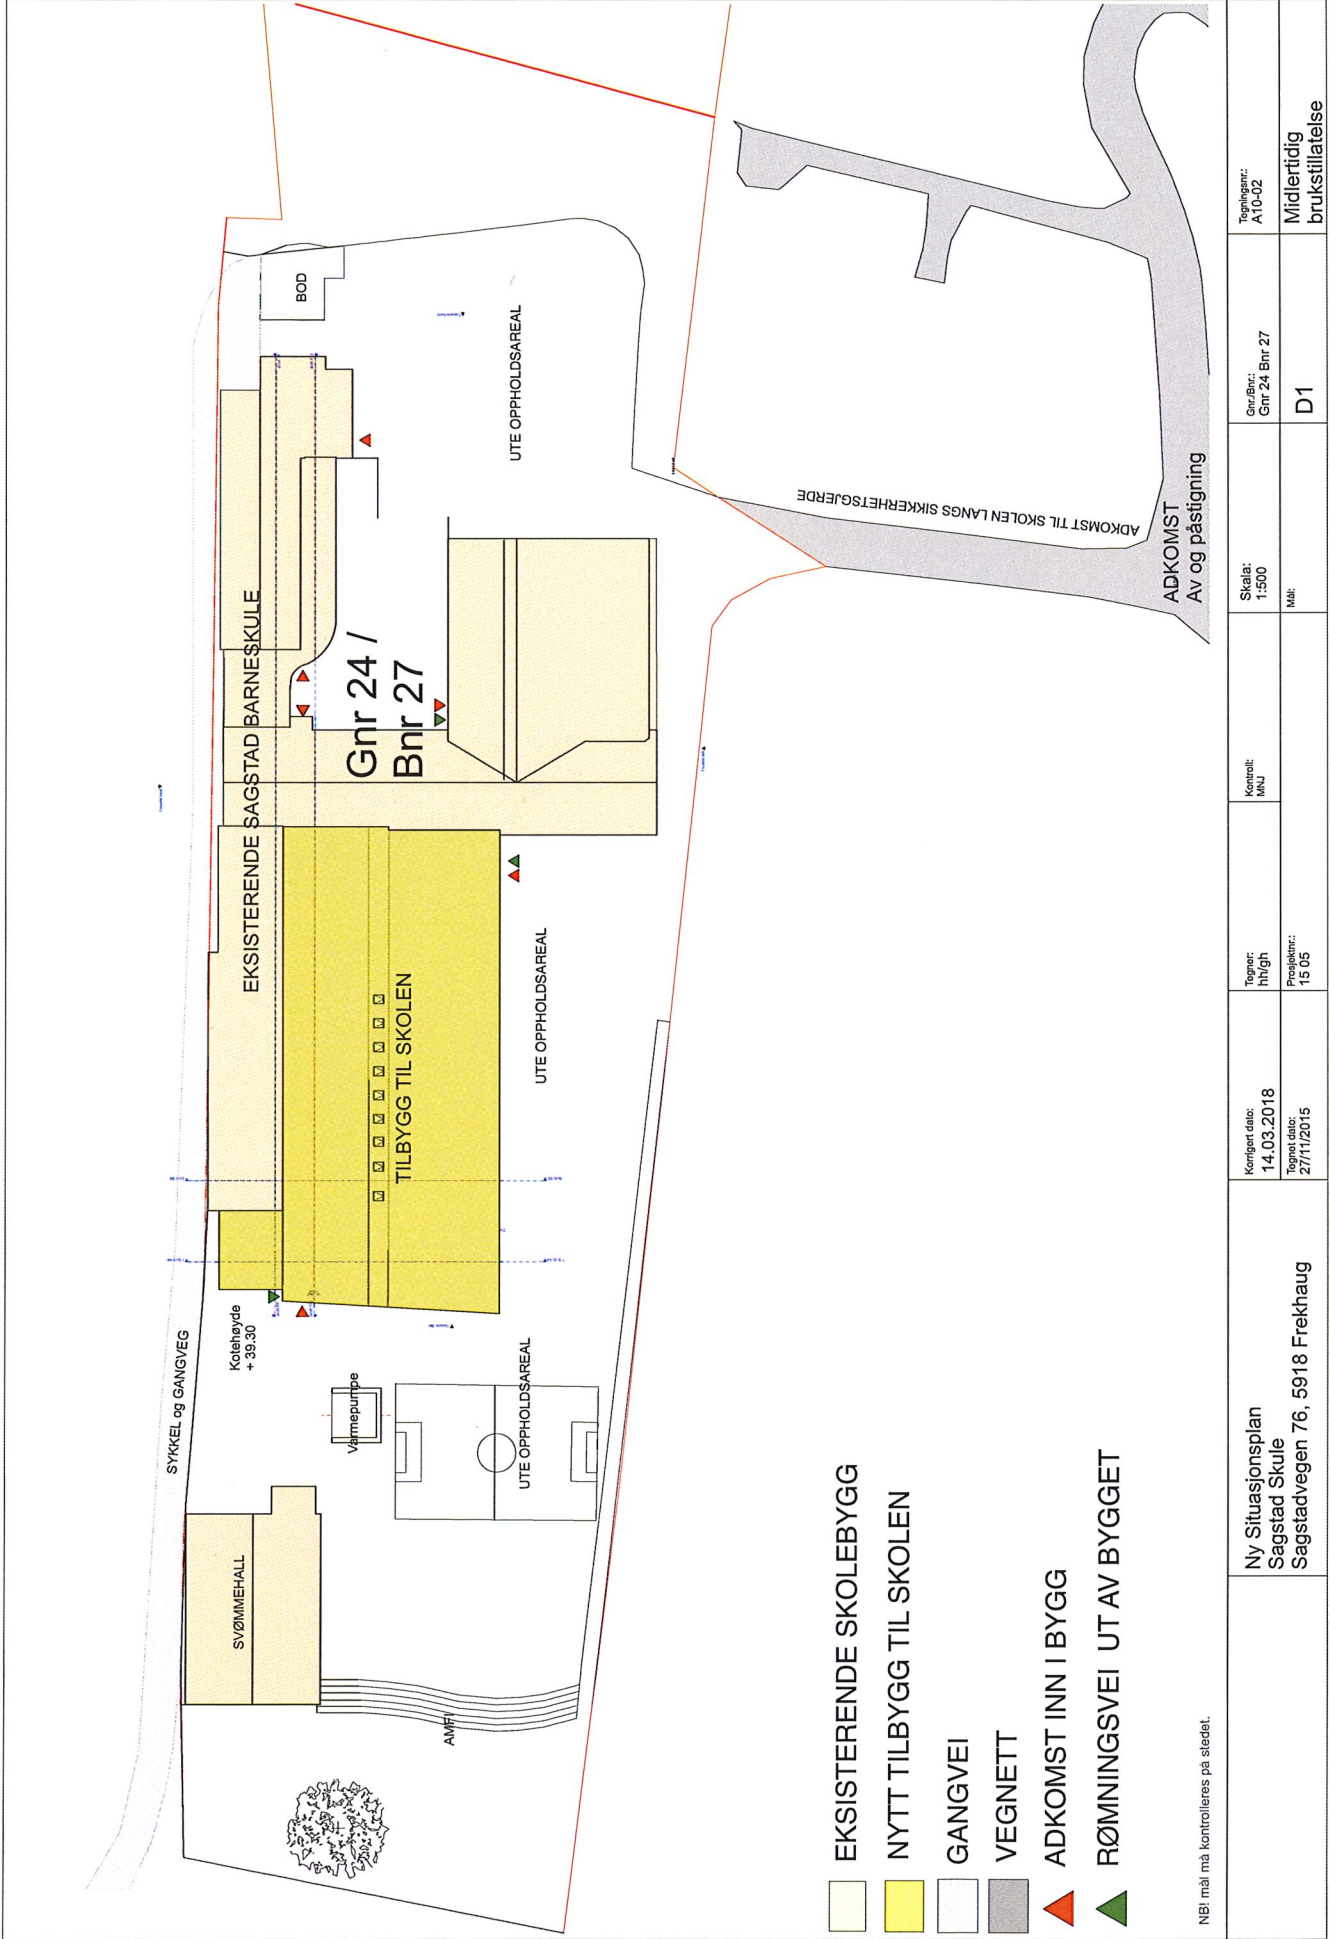 SYKKEL og GANGVEG
SVØMMEHALL
Kotehøyde
+ 39.30
Varmepumpe
AMFI
UTE OPPHOLDSAREAL
EKSISTERENDE SAGSTAD BARNESKULE
TILBYGG TIL SKOLEN
UTE OPPHOLDSAREAL
Gnr 24 /
Bnr 27
BOD
UTE OPPHOLDSAREAL
ADKOMST TIL SKOLEN LANGS SIKKERHETSGJERDE
ADKOMST
Av og påstigning
EKSISTERENDE SKOLEBYGG
NYTT TILBYGG TIL SKOLEN
GANGVEI
VEGNETT
ADKOMST INN I BYGG
RØMNINGSVEI UT AV BYGGET
NB! mål må kontrolleres på stedet.
Ny Situasjonsplan
Sagstad Skule
Sagstadvegen 76, 5918 Frekhaug
Korrigert dato:
14.03.2018
Tegnet dato:
27/11/2015
Tegner:
hh/gh
Prosjektnr.:
15 05
Kontroll:
MNJ
Skala:
1:500
Mål:
Gnr./Bnr.:
Gnr 24 Bnr 27
D1
Tegningsnr.:
A10-02
Midlertidig
brukstillatelse